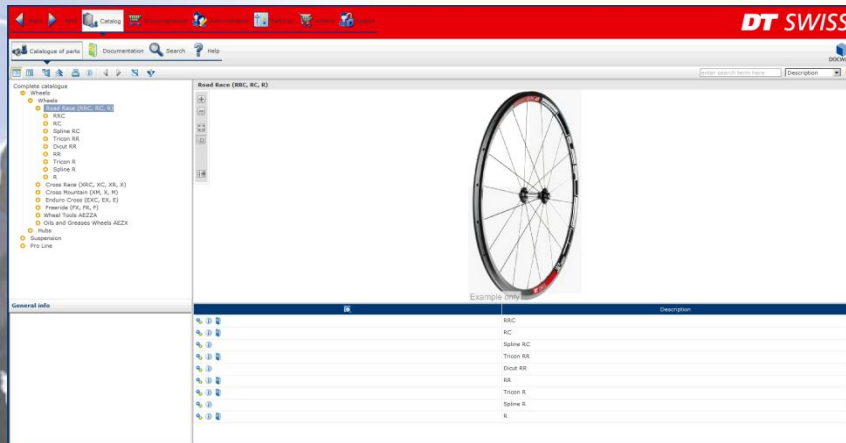 Catalog
DT SWISS
Catalogue of parts
Documentation
Search
Help
enter search term here
Description
Complete catalogue
Wheels
Wheels
Road Race (RRC, RC, R)
RRC
RC
Spline RC
Tricon RR
Dicut RR
RR
Tricon R
Spline R
R
Cross Race (XRC, XC, XR, X)
Cross Mountain (XM, X, M)
Enduro Cross (EXC, EX, E)
Freeride (FX, FR, F)
Wheel Tools AEZZA
Oils and Greases Wheels AEZX
Hubs
Suspension
Pro Line
Road Race (RRC, RC, R)
Example only
General info
Description
RRC
RC
Spline RC
Tricon RR
Dicut RR
RR
Tricon R
Spline R
R